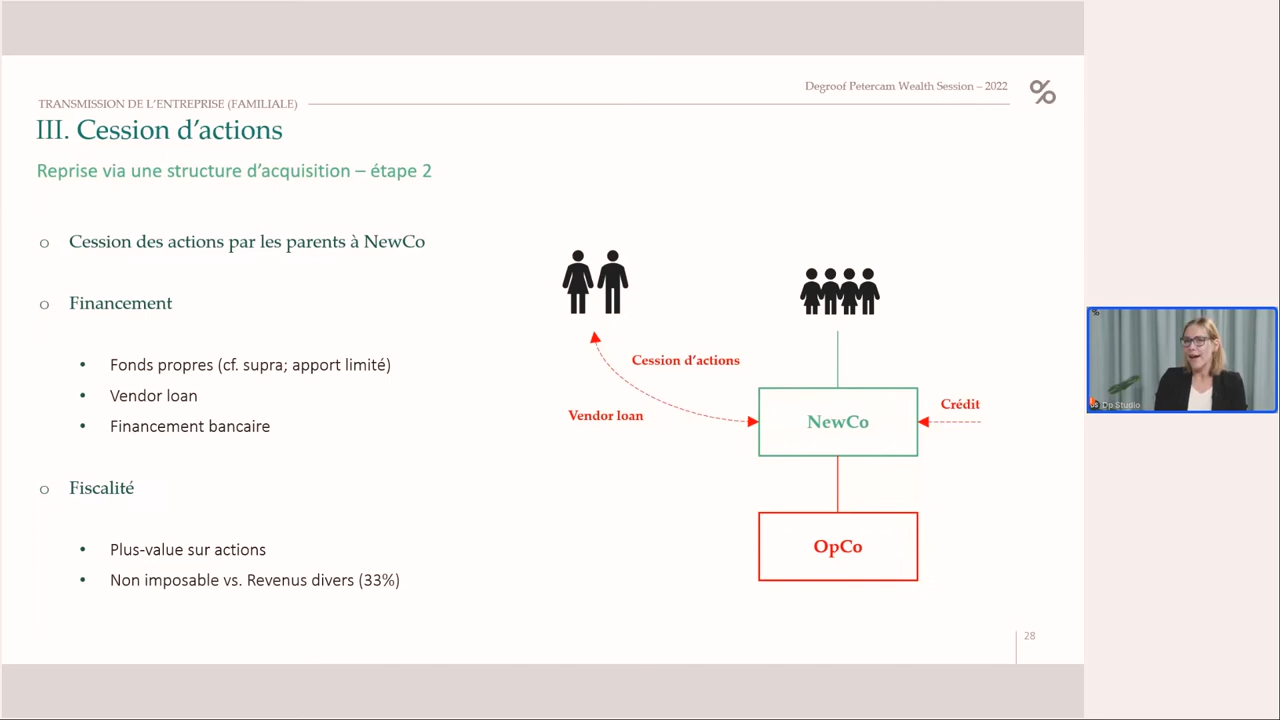 Degroof Petercam Wealth Session – 2022
TRANSMISSION DE L’ENTREPRISE (FAMILIALE)
III. Cession d’actions
Reprise via une structure d’acquisition – étape 2
o Cession des actions par les parents à NewCo
o Financement
• Fonds propres (cf. supra; apport limité)
• Vendor loan
• Financement bancaire
o Fiscalité
• Plus-value sur actions
• Non imposable vs. Revenus divers (33%)
Cession d’actions
Vendor loan
NewCo
Crédit
OpCo
28
Dp Studio